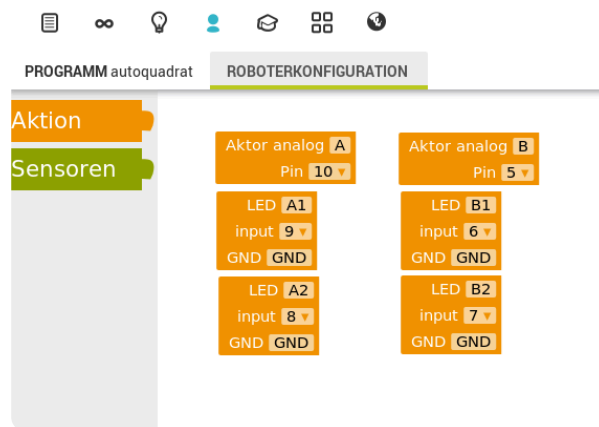 PROGRAMM autoquadrat
ROBOTERKONFIGURATION
Aktion
Sensoren
Aktor analog A
Pin 10
LED A1
input 9
GND GND
LED A2
input 8
GND GND
Aktor analog B
Pin 5
LED B1
input 6
GND GND
LED B2
input 7
GND GND